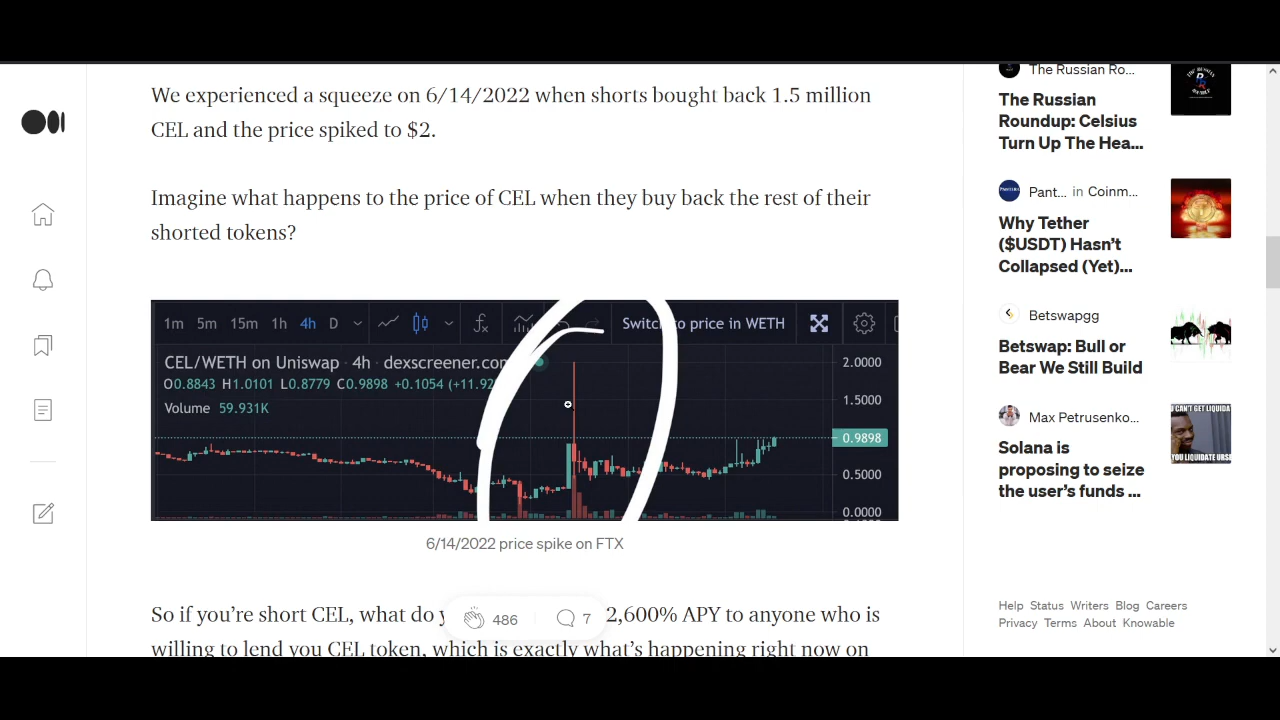 We experienced a squeeze on 6/14/2022 when shorts bought back 1.5 million
CEL and the price spiked to $2.
Imagine what happens to the price of CEL when they buy back the rest of their
shorted tokens?
1m 5m 15m 1h 4h D
Switch to price in WETH
CEL/WETH on Uniswap · 4h · dexscreener.com
O0.8843 H1.0101 L0.8779 C0.9898 +0.1054 (+11.92
Volume 59.931K
2.0000
1.5000
0.9898
0.5000
0.0000
6/14/2022 price spike on FTX
So if you're short CEL, what do 2,600% APY to anyone who is
willing to lend you CEL token, which is exactly what's happening right now on
486 7
The Russian Ro...
The Russian
Roundup: Celsius
Turn Up The Hea...
Pant... in Coinm...
Why Tether
($USDT) Hasn't
Collapsed (Yet)...
Betswapgg
Betswap: Bull or
Bear We Still Build
Max Petrusenko...
Solana is
proposing to seize
the user's funds ...
Help Status Writers Blog Careers
Privacy Terms About Knowable